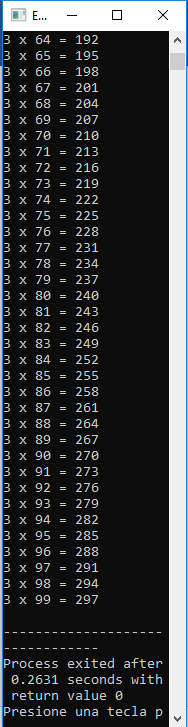 E...
3 x 64 = 192
3 x 65 = 195
3 x 66 = 198
3 x 67 = 201
3 x 68 = 204
3 x 69 = 207
3 x 70 = 210
3 x 71 = 213
3 x 72 = 216
3 x 73 = 219
3 x 74 = 222
3 x 75 = 225
3 x 76 = 228
3 x 77 = 231
3 x 78 = 234
3 x 79 = 237
3 x 80 = 240
3 x 81 = 243
3 x 82 = 246
3 x 83 = 249
3 x 84 = 252
3 x 85 = 255
3 x 86 = 258
3 x 87 = 261
3 x 88 = 264
3 x 89 = 267
3 x 90 = 270
3 x 91 = 273
3 x 92 = 276
3 x 93 = 279
3 x 94 = 282
3 x 95 = 285
3 x 96 = 288
3 x 97 = 291
3 x 98 = 294
3 x 99 = 297
--------------------
------------
Process exited after
 0.2631 seconds with
 return value 0
Presione una tecla p